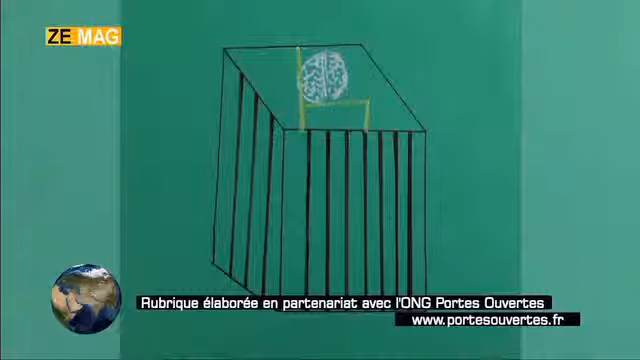 ZE MAG
Rubrique élaborée en partenariat avec l'ONG Portes Ouvertes
www.portesouvertes.fr